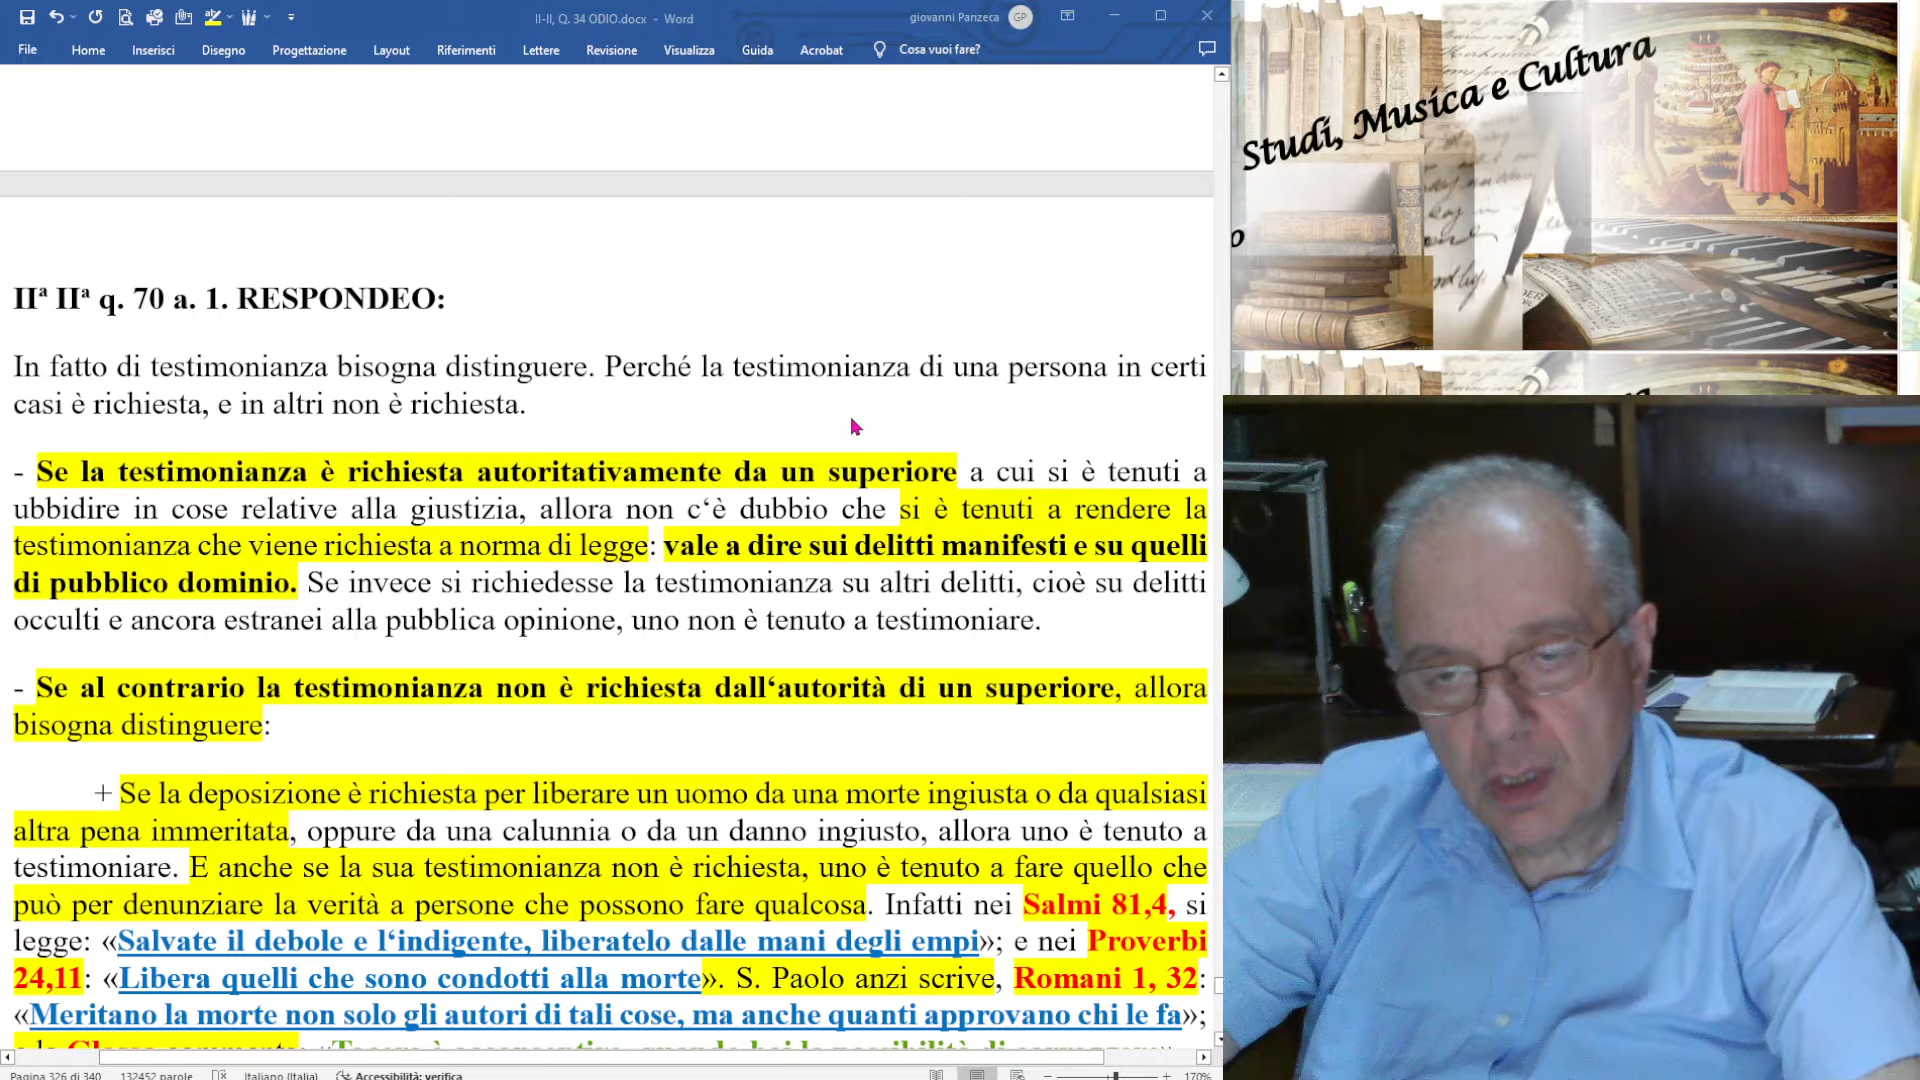 II-II, Q. 34 ODIO.docx - Word
giovanni Panzeca GP
File Home Inserisci Disegno Progettazione Layout Riferimenti Lettere Revisione Visualizza Guida Acrobat Cosa vuoi fare?
Studi, Musica e Cultura
o
IIª IIª q. 70 a. 1. RESPONDEO:
In fatto di testimonianza bisogna distinguere. Perché la testimonianza di una persona in certi
casi è richiesta, e in altri non è richiesta.
- Se la testimonianza è richiesta autoritativamente da un superiore a cui si è tenuti a
ubbidire in cose relative alla giustizia, allora non c‘è dubbio che si è tenuti a rendere la
testimonianza che viene richiesta a norma di legge: vale a dire sui delitti manifesti e su quelli
di pubblico dominio. Se invece si richiedesse la testimonianza su altri delitti, cioè su delitti
occulti e ancora estranei alla pubblica opinione, uno non è tenuto a testimoniare.
- Se al contrario la testimonianza non è richiesta dall‘autorità di un superiore, allora
bisogna distinguere:
+ Se la deposizione è richiesta per liberare un uomo da una morte ingiusta o da qualsiasi
altra pena immeritata, oppure da una calunnia o da un danno ingiusto, allora uno è tenuto a
testimoniare. E anche se la sua testimonianza non è richiesta, uno è tenuto a fare quello che
può per denunziare la verità a persone che possono fare qualcosa. Infatti nei Salmi 81,4, si
legge: «Salvate il debole e l‘indigente, liberatelo dalle mani degli empi»; e nei Proverbi
24,11: «Libera quelli che sono condotti alla morte». S. Paolo anzi scrive, Romani 1, 32:
«Meritano la morte non solo gli autori di tali cose, ma anche quanti approvano chi le fa»;
Pagina 326 di 340 132452 parole Italiano (Italia) Accessibilità: verifica 170%